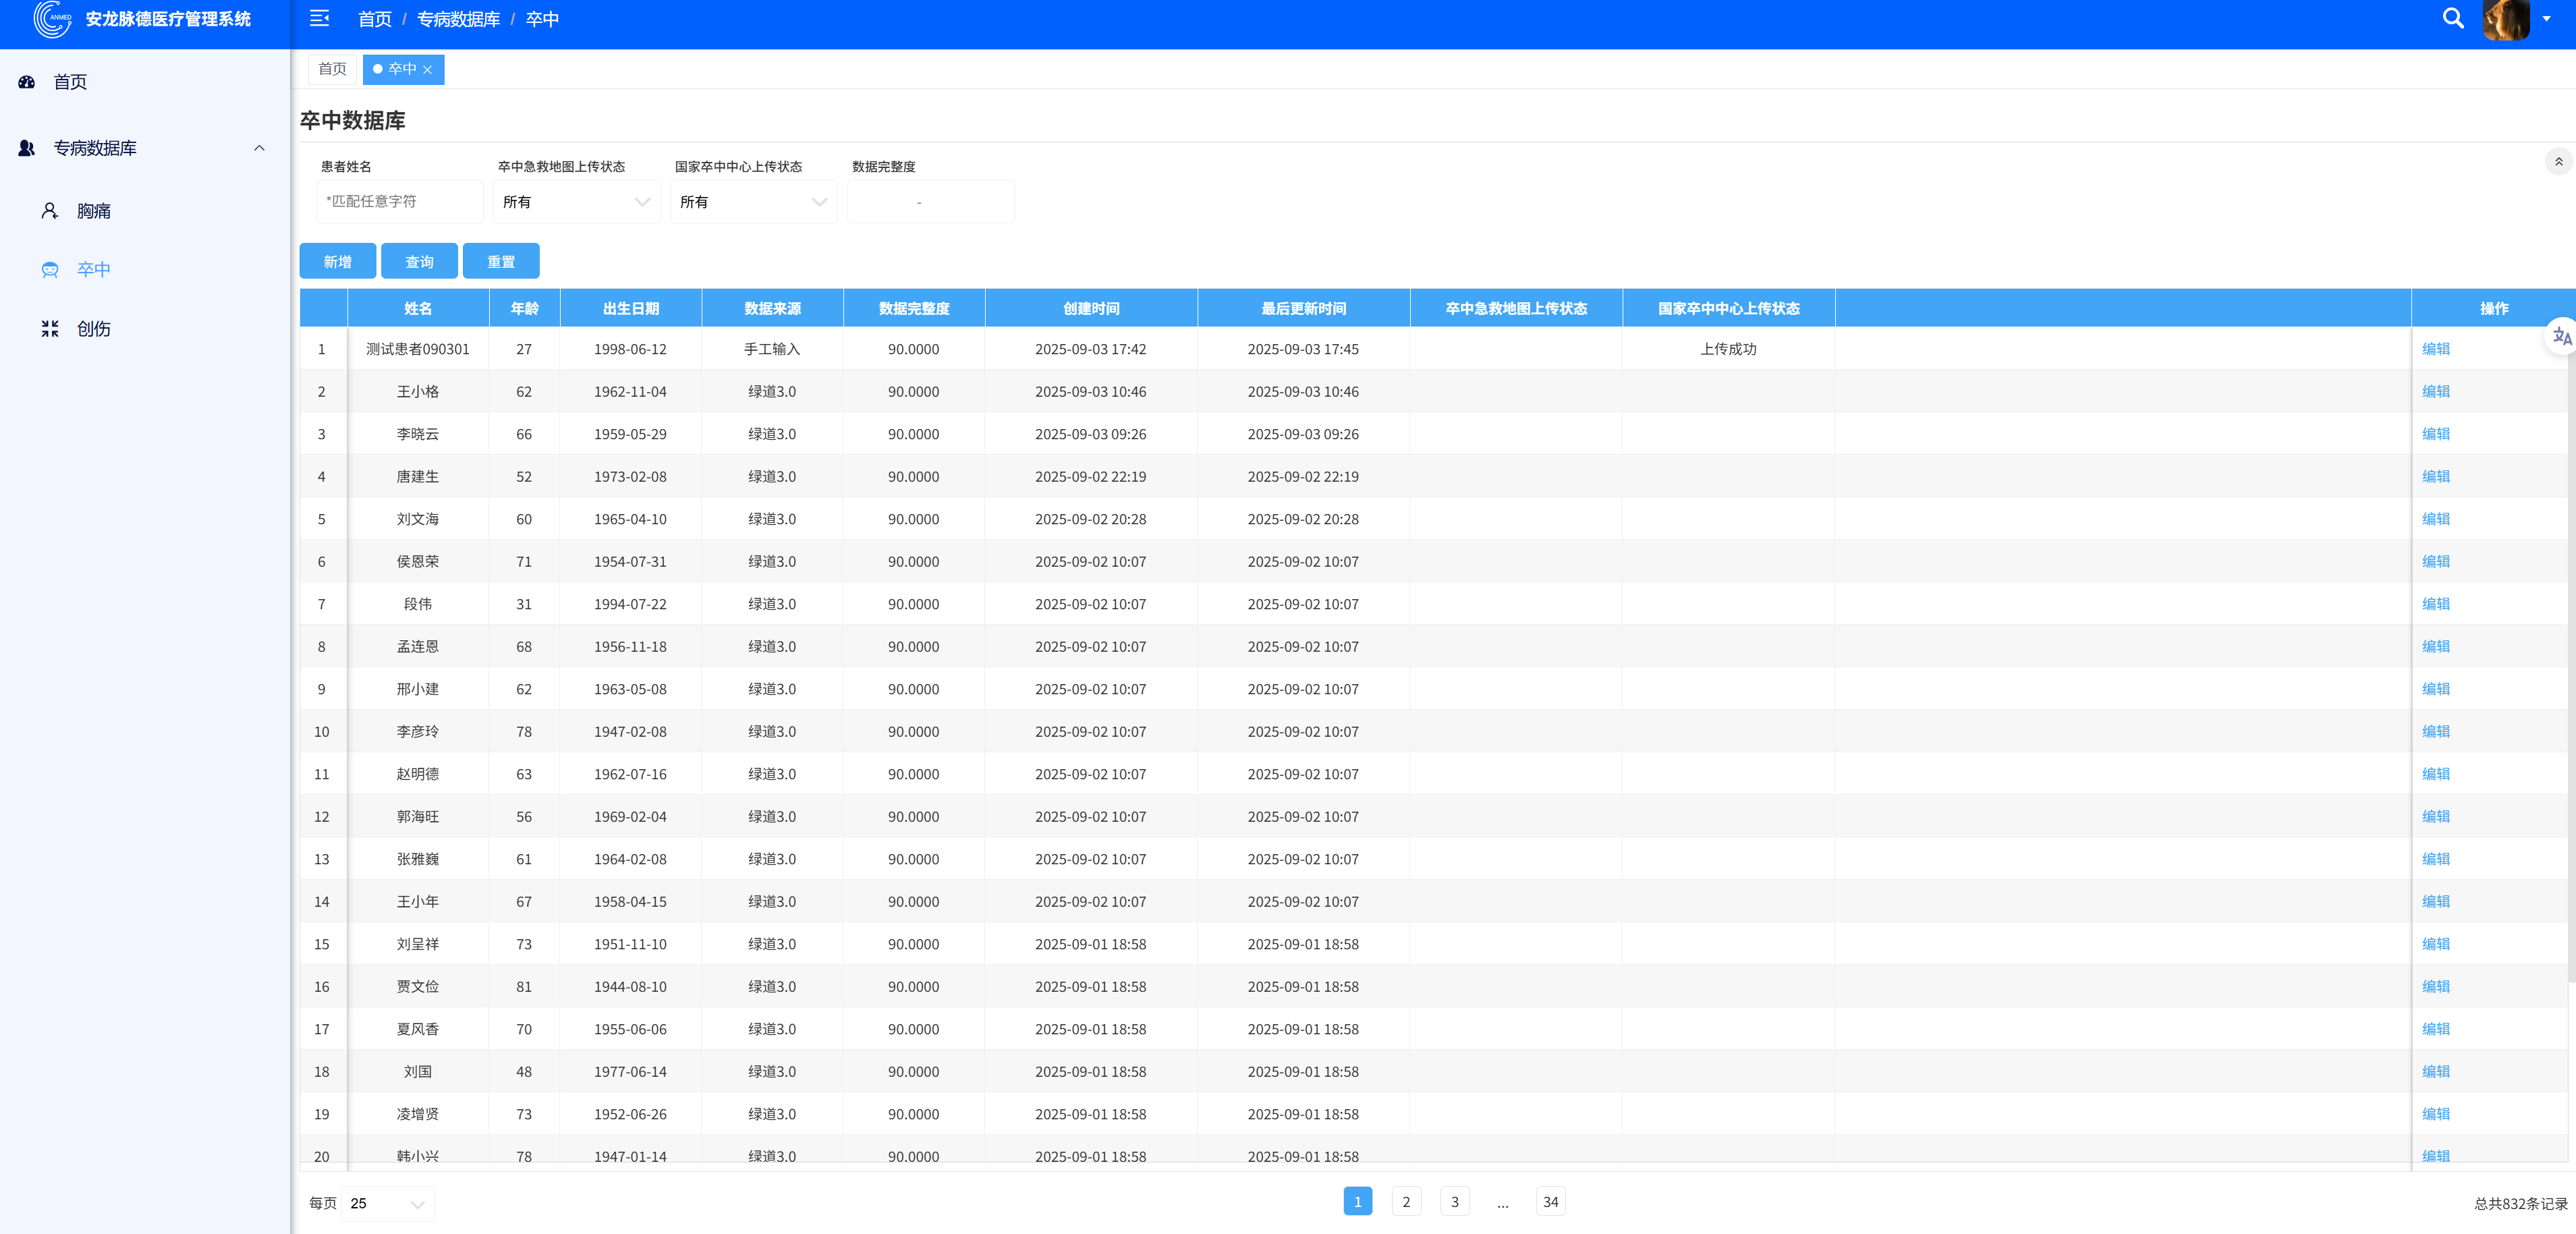 ANMED 安龙脉德医疗管理系统
首页 / 专病数据库 / 卒中
首页
专病数据库
胸痛
卒中
创伤
首页 卒中
卒中数据库
患者姓名 卒中急救地图上传状态 国家卒中中心上传状态 数据完整度
*匹配任意字符 所有 所有 -
新增 查询 重置
姓名 年龄 出生日期 数据来源 数据完整度 创建时间 最后更新时间 卒中急救地图上传状态 国家卒中中心上传状态 操作
1 测试患者090301 27 1998-06-12 手工输入 90.0000 2025-09-03 17:42 2025-09-03 17:45 上传成功 编辑
2 王小格 62 1962-11-04 绿道3.0 90.0000 2025-09-03 10:46 2025-09-03 10:46 编辑
3 李晓云 66 1959-05-29 绿道3.0 90.0000 2025-09-03 09:26 2025-09-03 09:26 编辑
4 唐建生 52 1973-02-08 绿道3.0 90.0000 2025-09-02 22:19 2025-09-02 22:19 编辑
5 刘文海 60 1965-04-10 绿道3.0 90.0000 2025-09-02 20:28 2025-09-02 20:28 编辑
6 侯恩荣 71 1954-07-31 绿道3.0 90.0000 2025-09-02 10:07 2025-09-02 10:07 编辑
7 段伟 31 1994-07-22 绿道3.0 90.0000 2025-09-02 10:07 2025-09-02 10:07 编辑
8 孟连恩 68 1956-11-18 绿道3.0 90.0000 2025-09-02 10:07 2025-09-02 10:07 编辑
9 邢小建 62 1963-05-08 绿道3.0 90.0000 2025-09-02 10:07 2025-09-02 10:07 编辑
10 李彦玲 78 1947-02-08 绿道3.0 90.0000 2025-09-02 10:07 2025-09-02 10:07 编辑
11 赵明德 63 1962-07-16 绿道3.0 90.0000 2025-09-02 10:07 2025-09-02 10:07 编辑
12 郭海旺 56 1969-02-04 绿道3.0 90.0000 2025-09-02 10:07 2025-09-02 10:07 编辑
13 张雅巍 61 1964-02-08 绿道3.0 90.0000 2025-09-02 10:07 2025-09-02 10:07 编辑
14 王小年 67 1958-04-15 绿道3.0 90.0000 2025-09-02 10:07 2025-09-02 10:07 编辑
15 刘呈祥 73 1951-11-10 绿道3.0 90.0000 2025-09-01 18:58 2025-09-01 18:58 编辑
16 贾文俭 81 1944-08-10 绿道3.0 90.0000 2025-09-01 18:58 2025-09-01 18:58 编辑
17 夏风香 70 1955-06-06 绿道3.0 90.0000 2025-09-01 18:58 2025-09-01 18:58 编辑
18 刘国 48 1977-06-14 绿道3.0 90.0000 2025-09-01 18:58 2025-09-01 18:58 编辑
19 凌增贤 73 1952-06-26 绿道3.0 90.0000 2025-09-01 18:58 2025-09-01 18:58 编辑
20 韩小兴 78 1947-01-14 绿道3.0 90.0000 2025-09-01 18:58 2025-09-01 18:58 编辑
每页 25 1 2 3 ... 34 总共832条记录